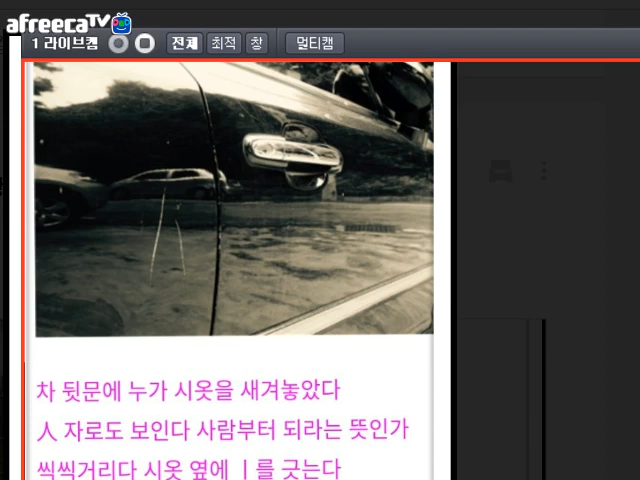 afreecaTV
1 라이브캠 전체 최적 창 멀티캠
차 뒷문에 누가 시옷을 새겨놓았다
人 자로도 보인다 사람부터 되라는 뜻인가
씩씩거리다 시옷 옆에 ㅣ를 긋는다